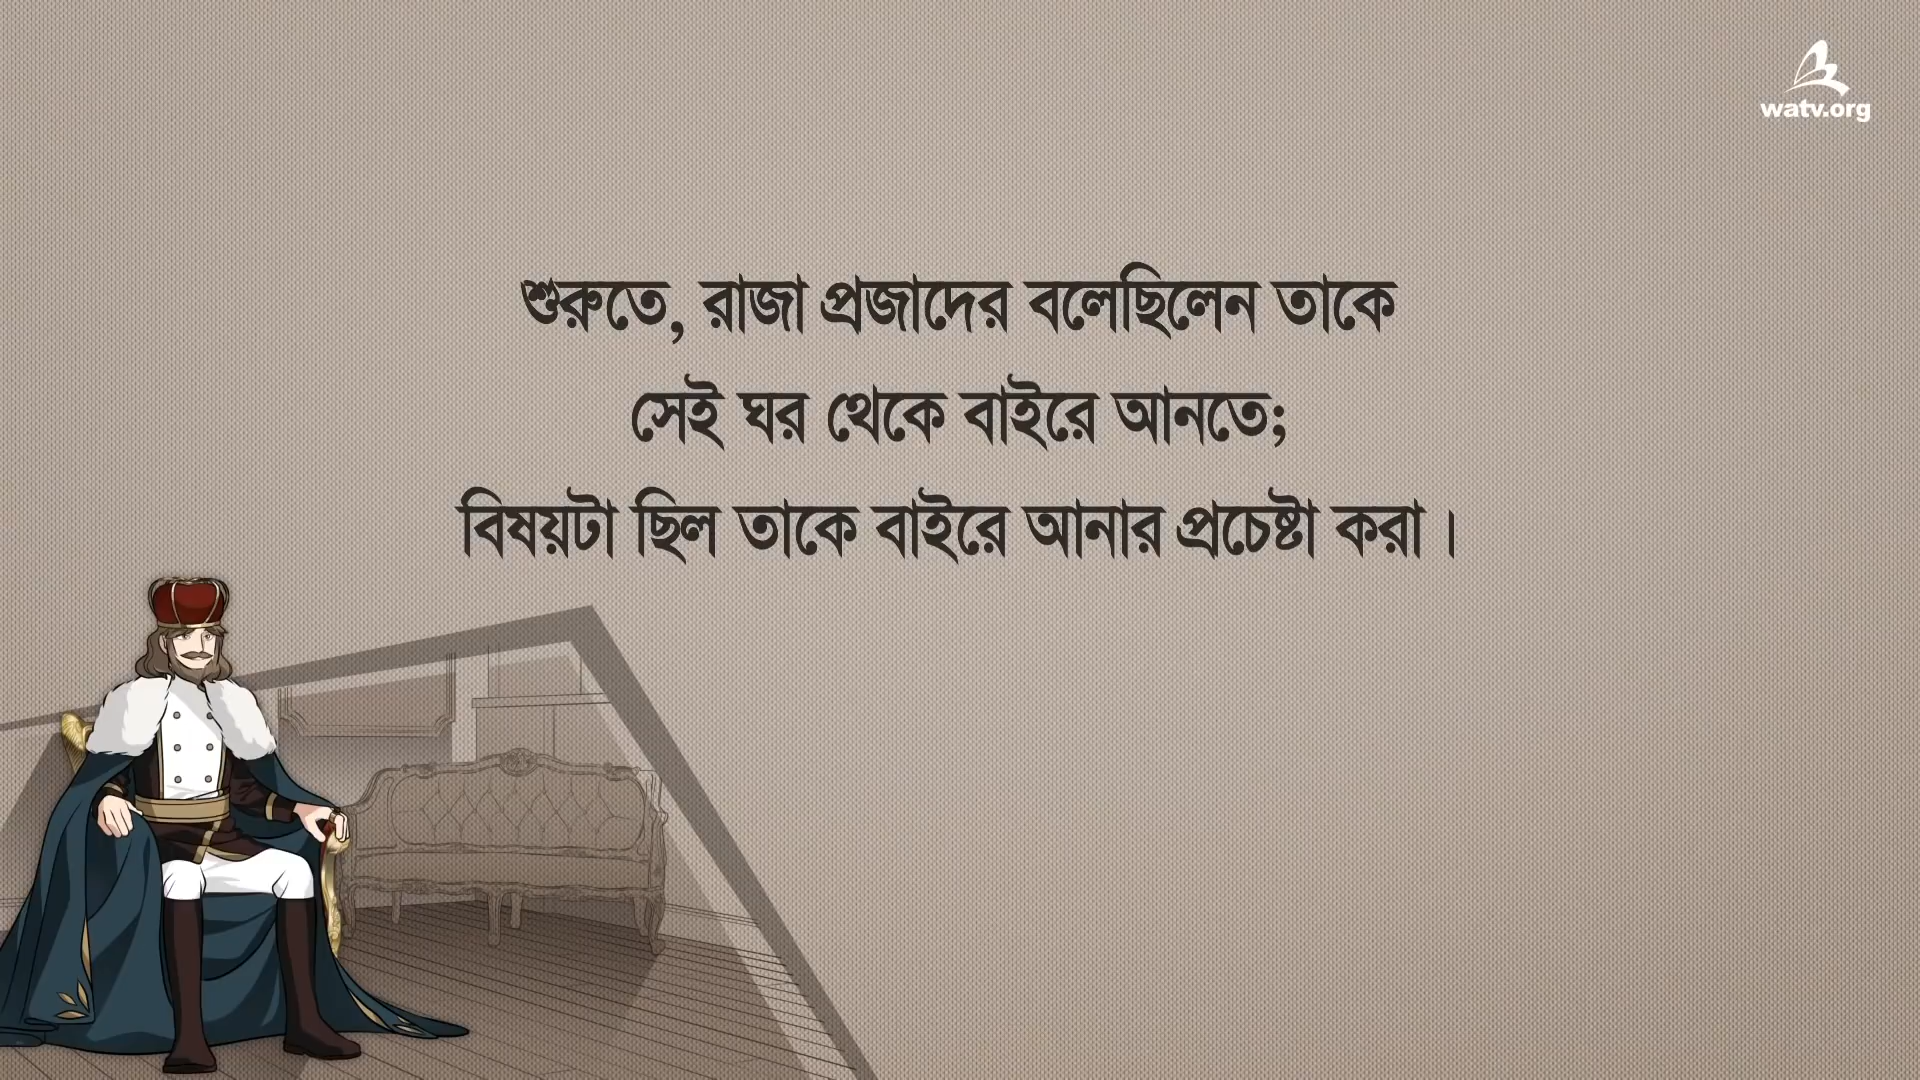 watv.org
শুরুতে, রাজা প্রজাদের বলেছিলেন তাকে
সেই ঘর থেকে বাইরে আনতে;
বিষয়টা ছিল তাকে বাইরে আনার প্রচেষ্টা করা।